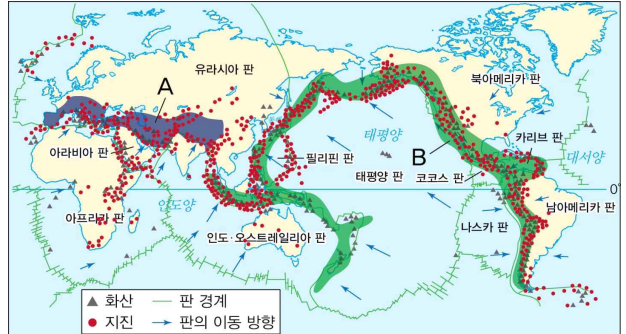 유라시아 판
A
북아메리카 판
아라비아 판
태평양
카리브 판
필리핀 판
B
대서양
태평양 판
코코스 판
0°
아프리카 판
인도양
남아메리카 판
나스카 판
인도·오스트레일리아 판
화산
판 경계
지진
판의 이동 방향